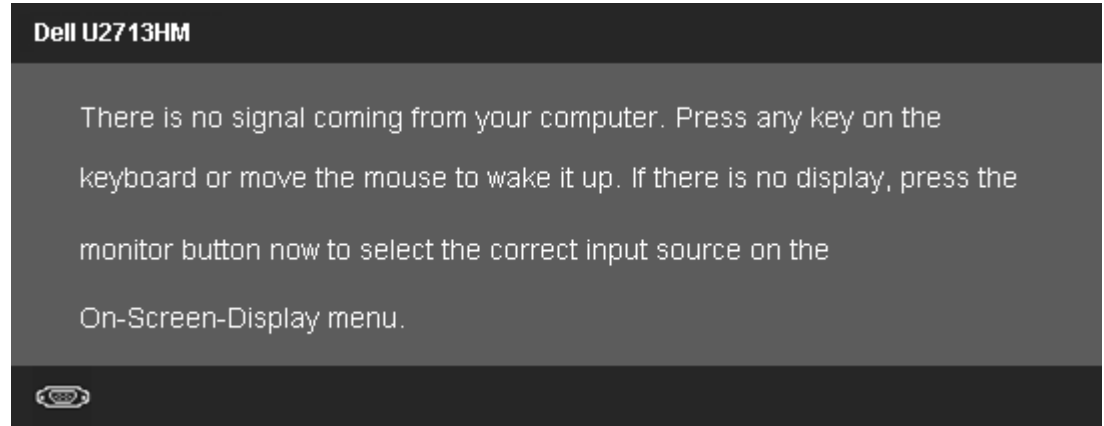 Dell U2713HM
There is no signal coming from your computer. Press any key on the
keyboard or move the mouse to wake it up. If there is no display, press the
monitor button now to select the correct input source on the
On-Screen-Display menu.